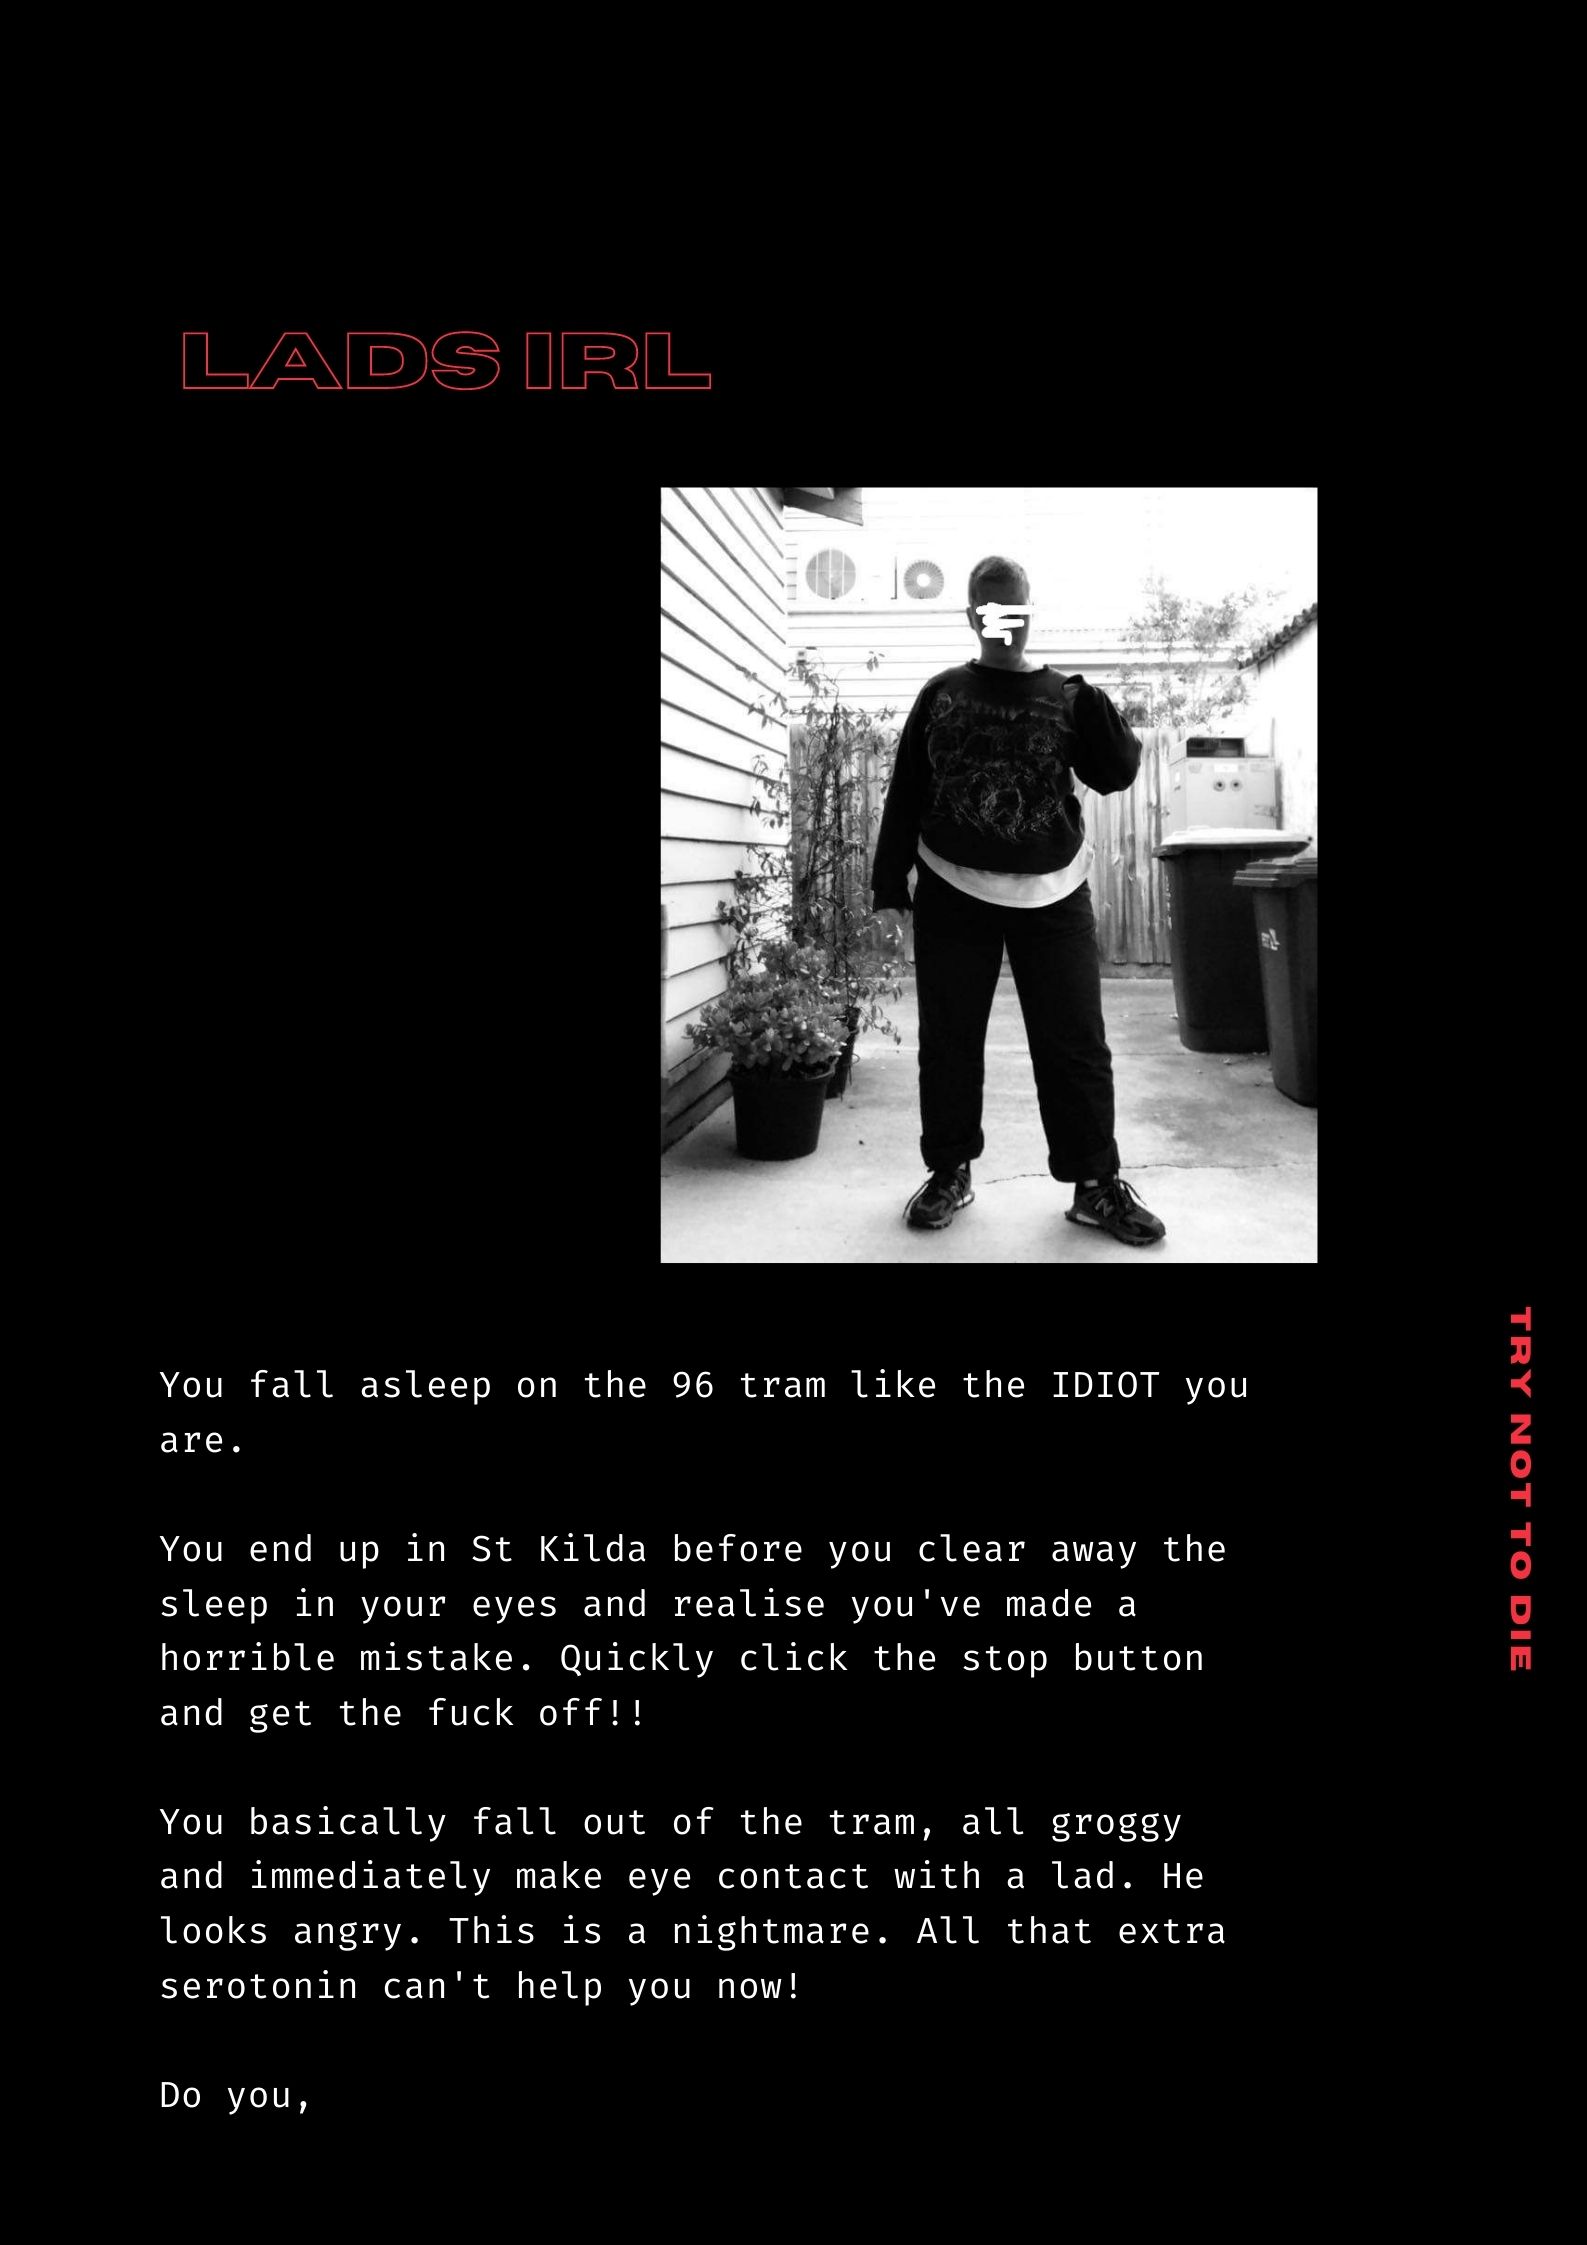 LADS IRL
You fall asleep on the 96 tram like the IDIOT you
are.
You end up in St Kilda before you clear away the
sleep in your eyes and realise you've made a
horrible mistake. Quickly click the stop button
and get the fuck off!!
You basically fall out of the tram, all groggy
and immediately make eye contact with a lad. He
looks angry. This is a nightmare. All that extra
serotonin can't help you now!
Do you,
TRY NOT TO DIE